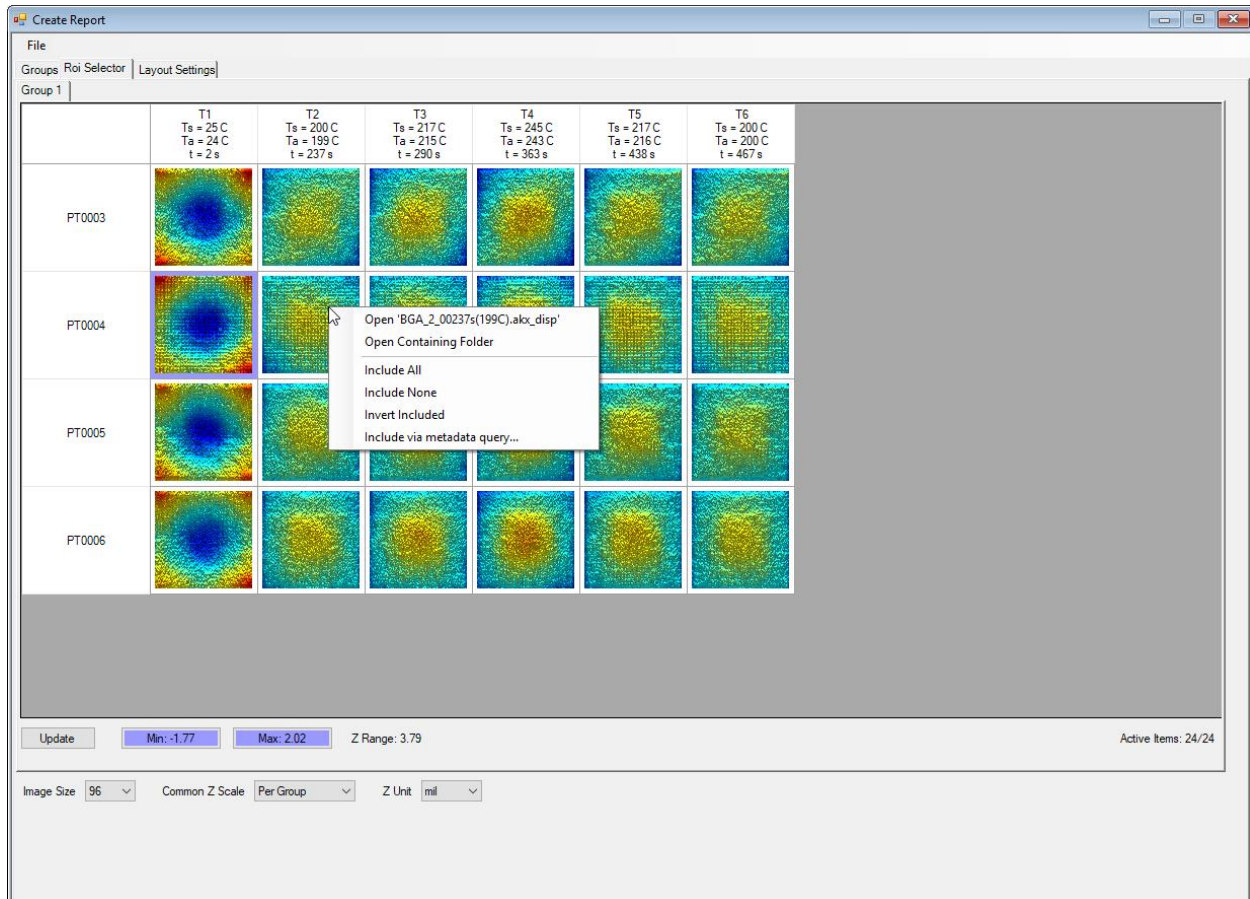 Create Report
File
Groups Roi Selector Layout Settings
Group 1
T1 T2 T3 T4 T5 T6
Ts = 25 C Ts = 200 C Ts = 217 C Ts = 245 C Ts = 217 C Ts = 200 C
Ta = 24 C Ta = 199 C Ta = 215 C Ta = 243 C Ta = 216 C Ta = 200 C
t = 2 s t = 237 s t = 290 s t = 363 s t = 438 s t = 467 s
PT0003
PT0004
Open 'BGA_2_00237s(199C).akx_disp'
Open Containing Folder
Include All
Include None
Invert Included
Include via metadata query...
PT0005
PT0006
Update Min: -1.77 Max: 2.02 Z Range: 3.79 Active Items: 24/24
Image Size 96 Common Z Scale Per Group Z Unit mil